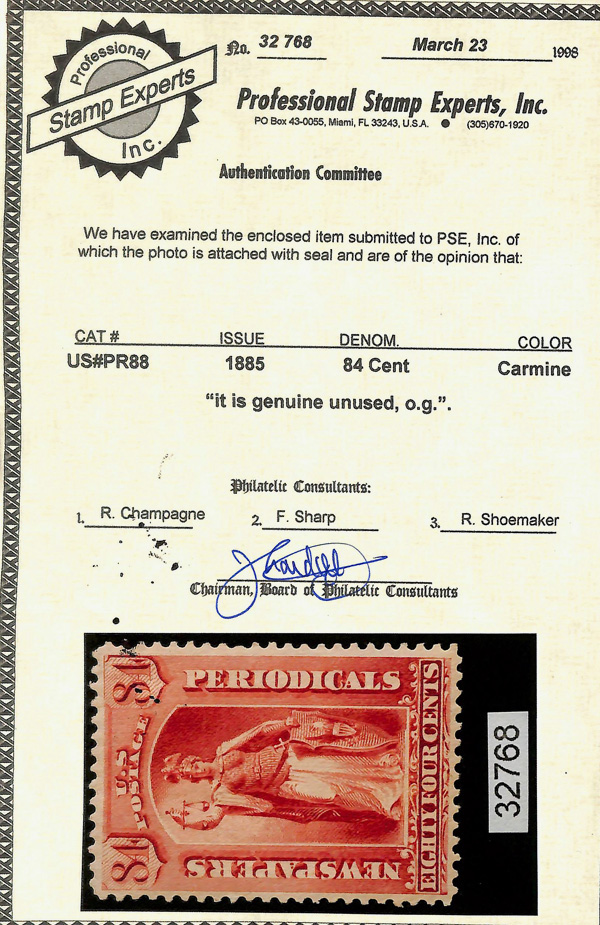 Professional
Stamp Experts
Inc.
No. 32 768
March 23 1998
Professional Stamp Experts, Inc.
PO Box 43-0055, Miami, FL 33243, U.S.A. ● (305)670-1920
Authentication Committee
We have examined the enclosed item submitted to PSE, Inc. of
which the photo is attached with seal and are of the opinion that:
CAT # ISSUE DENOM. COLOR
US#PR88 1885 84 Cent Carmine
“it is genuine unused, o.g.”.
Philatelic Consultants:
1. R. Champagne 2. F. Sharp 3. R. Shoemaker
Chairman, Board of Philatelic Consultants
84
U.S.
POSTAGE
84
PERIODICALS
NEWSPAPERS
EIGHTY FOUR CENTS
32768